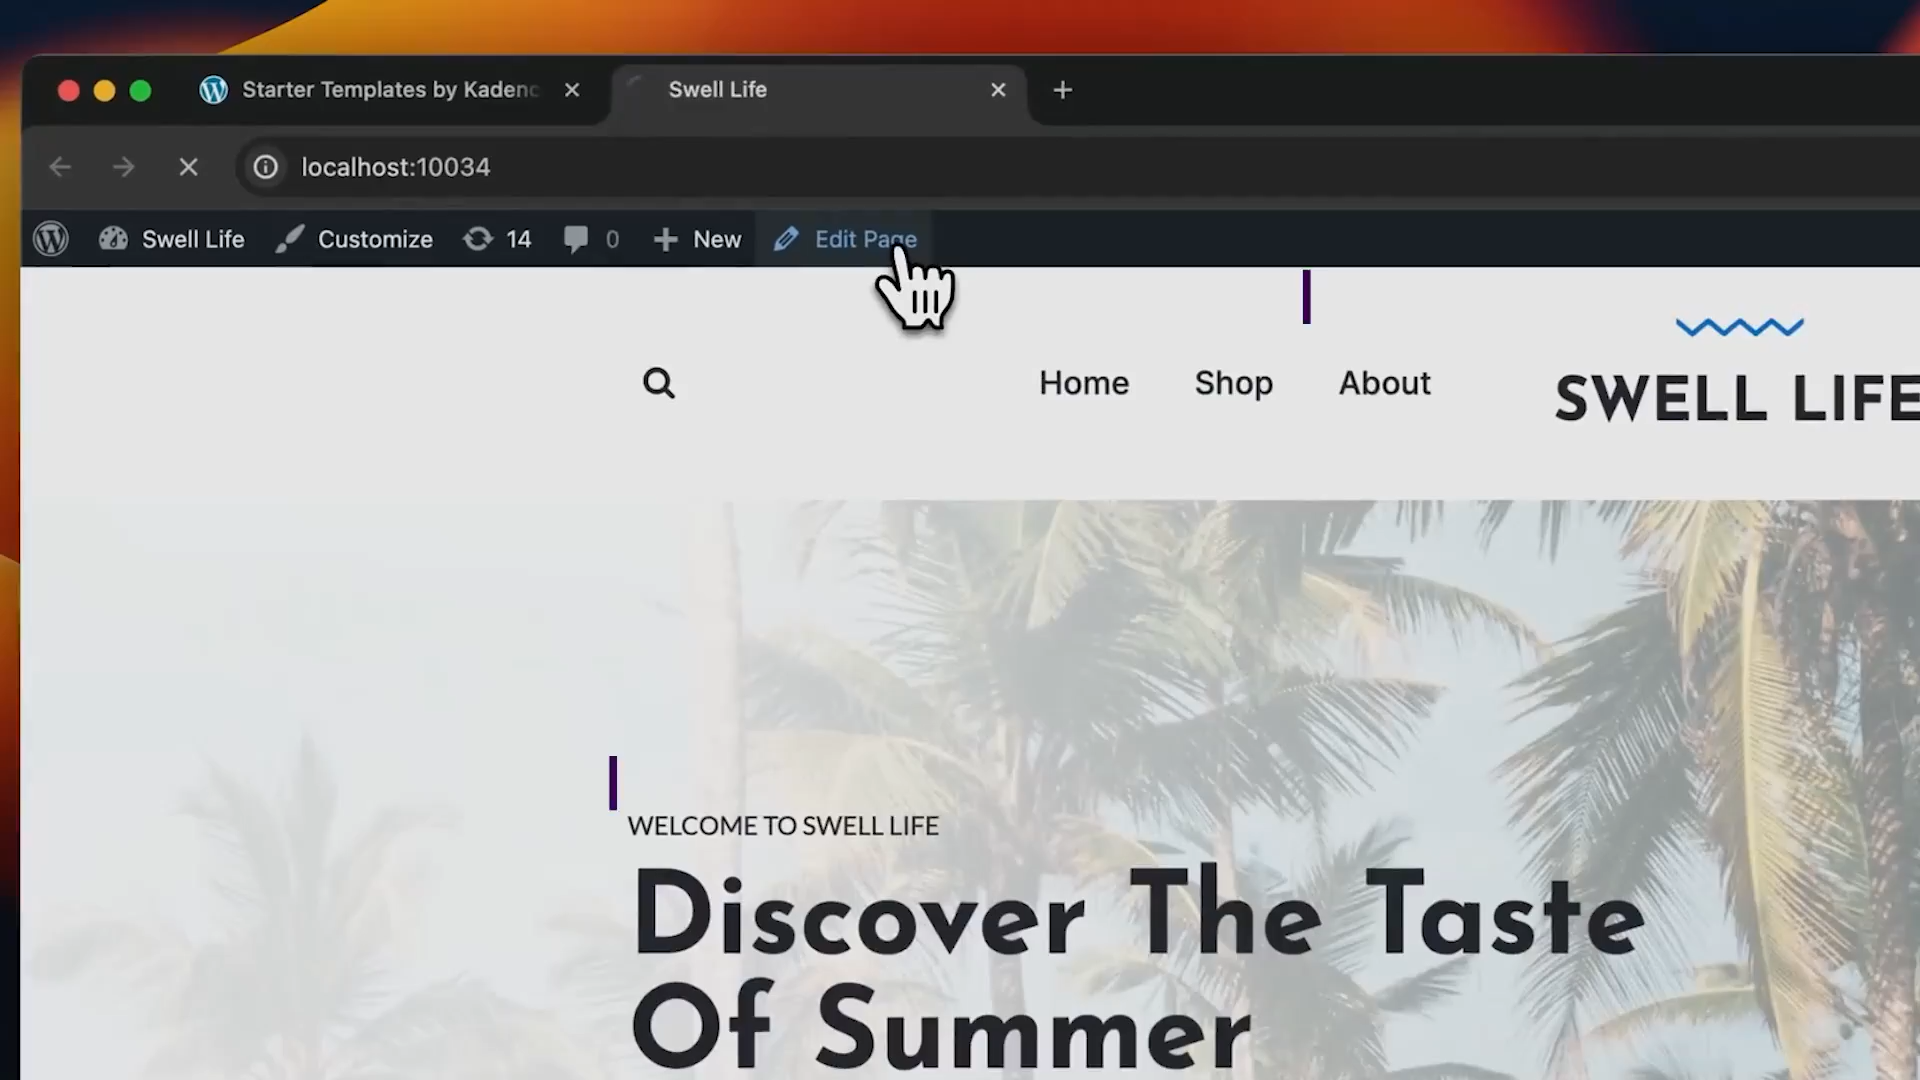 Starter Templates by Kadenc
Swell Life
localhost:10034
Swell Life Customize 14 0 New Edit Page
Home Shop About
SWELL LIFE
WELCOME TO SWELL LIFE
Discover The Taste
Of Summer